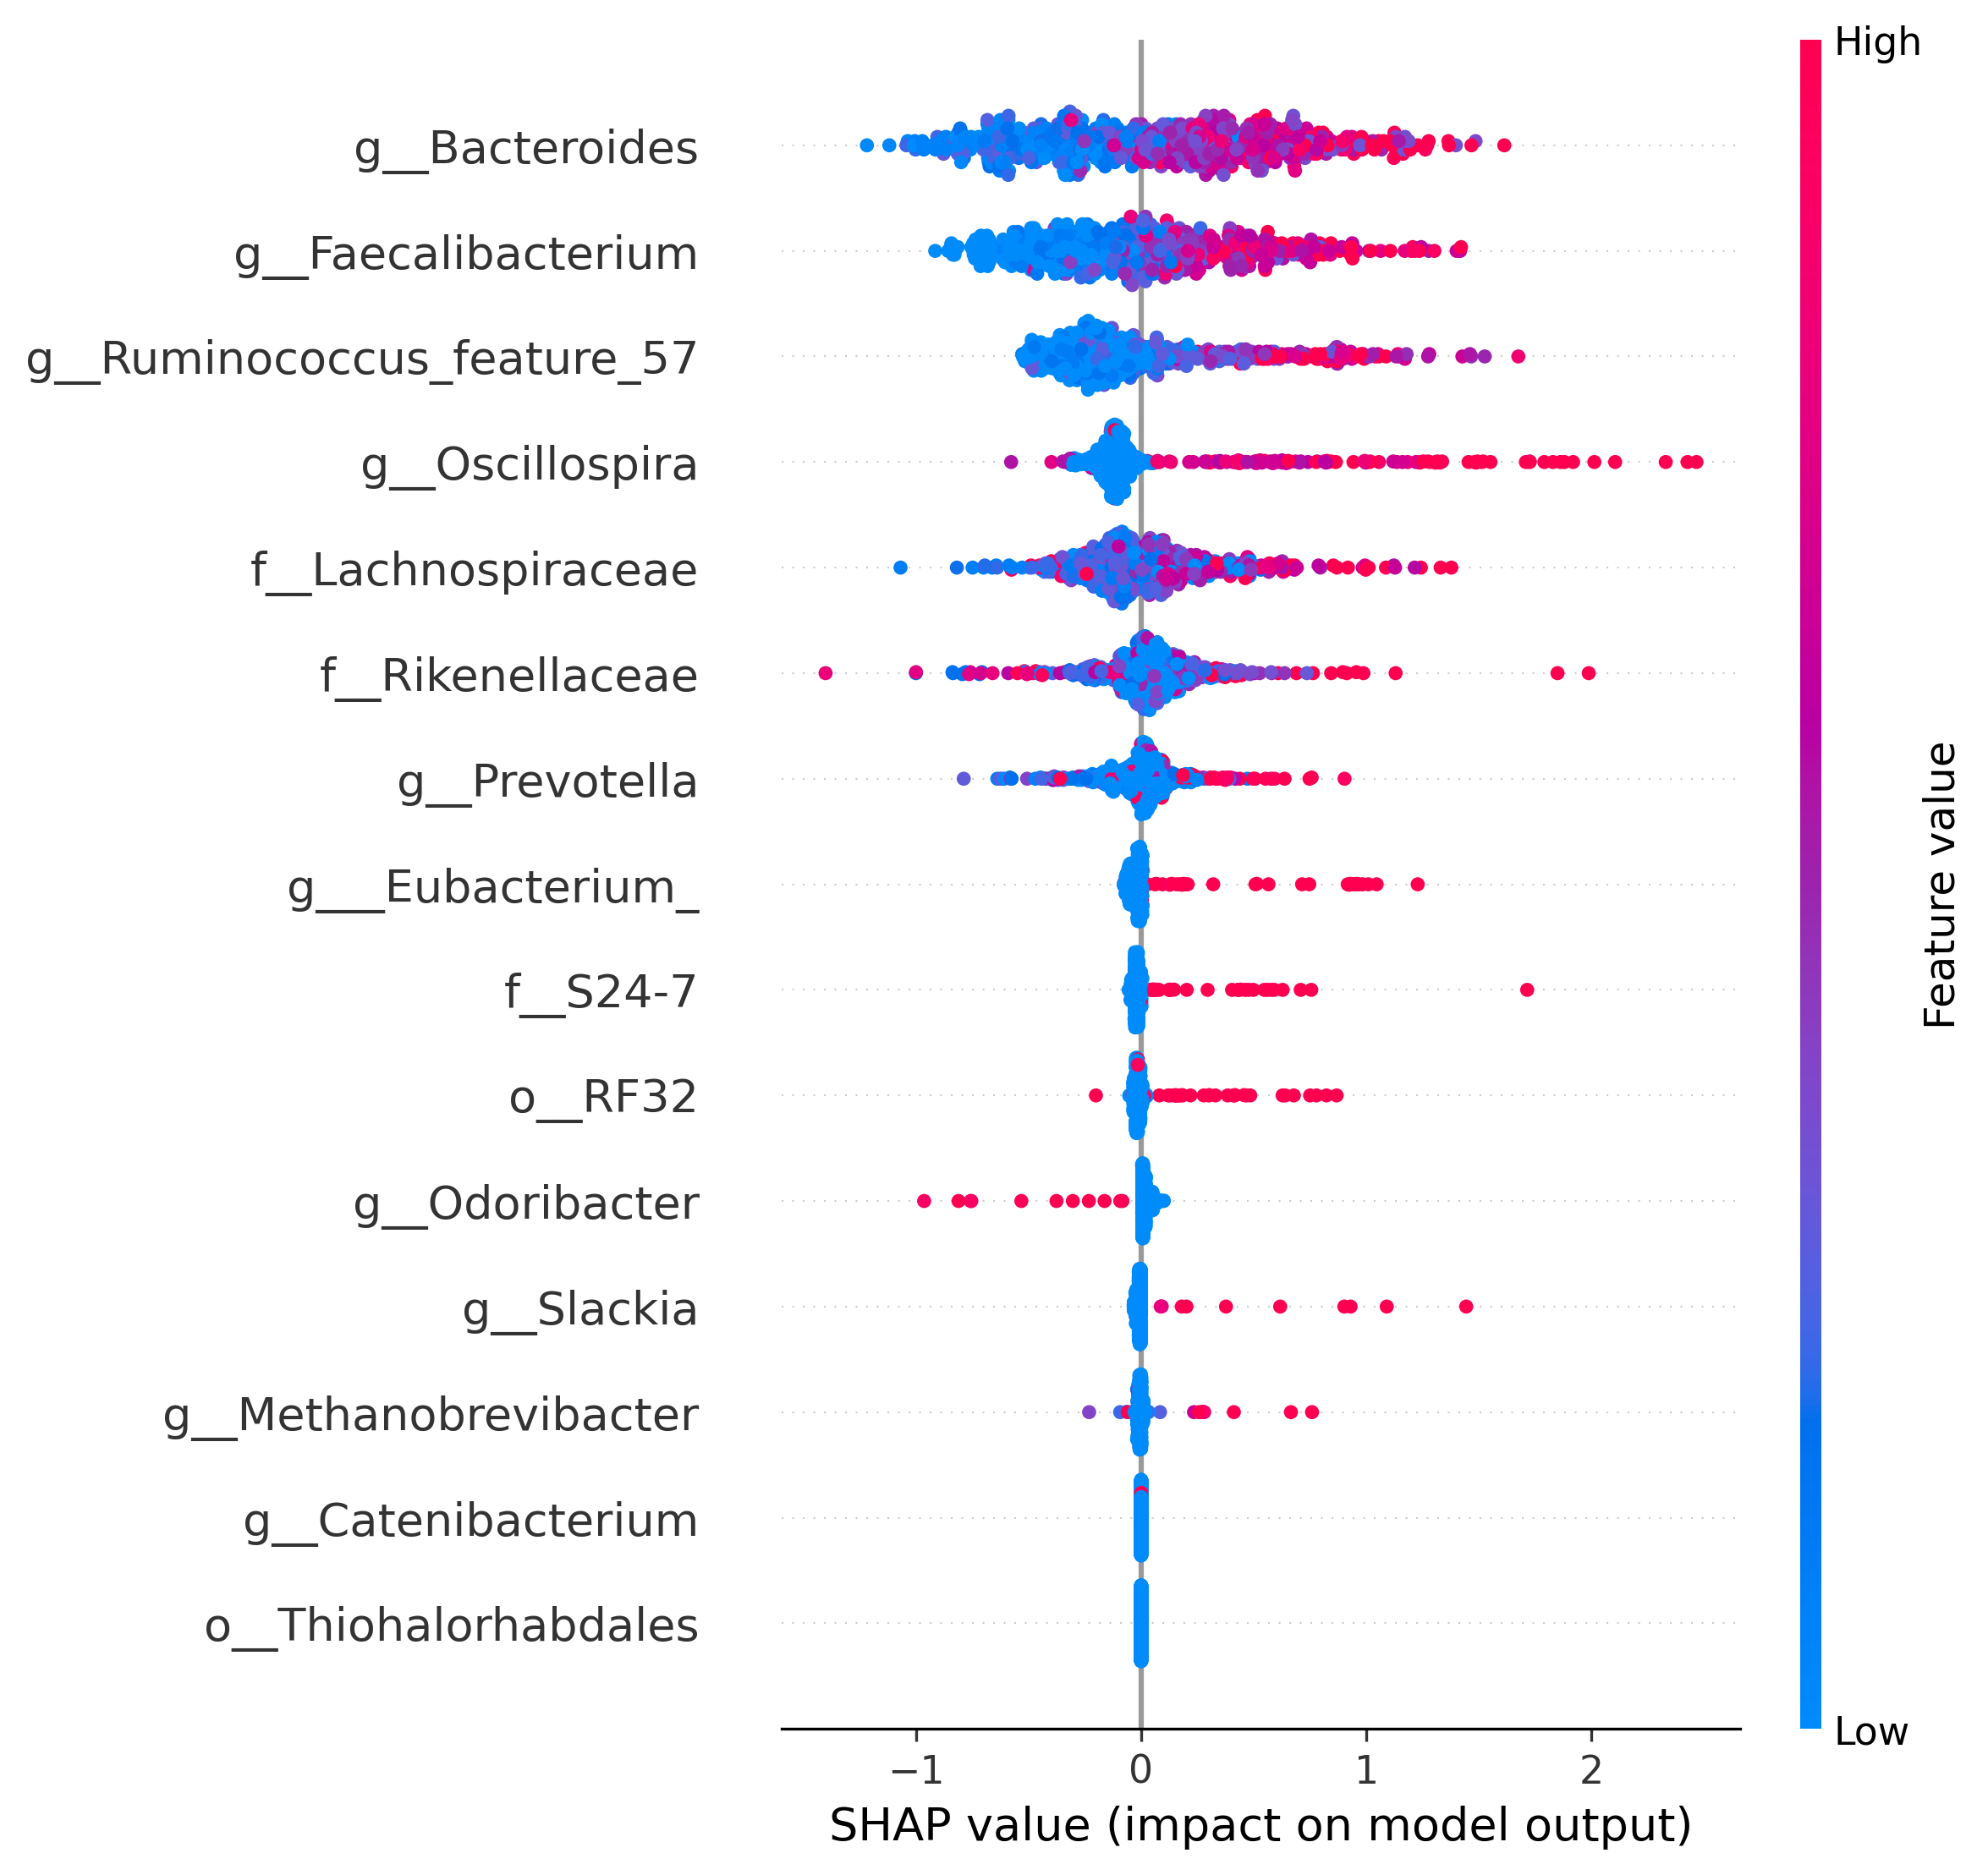 High
g__Bacteroides
g__Faecalibacterium
g__Ruminococcus_feature_57
g__Oscillospira
f__Lachnospiraceae
f__Rikenellaceae
g__Prevotella
g___Eubacterium_
f__S24-7
o__RF32
g__Odoribacter
g__Slackia
g__Methanobrevibacter
g__Catenibacterium
o__Thiohalorhabdales
Feature value
Low
−1 0 1 2
SHAP value (impact on model output)